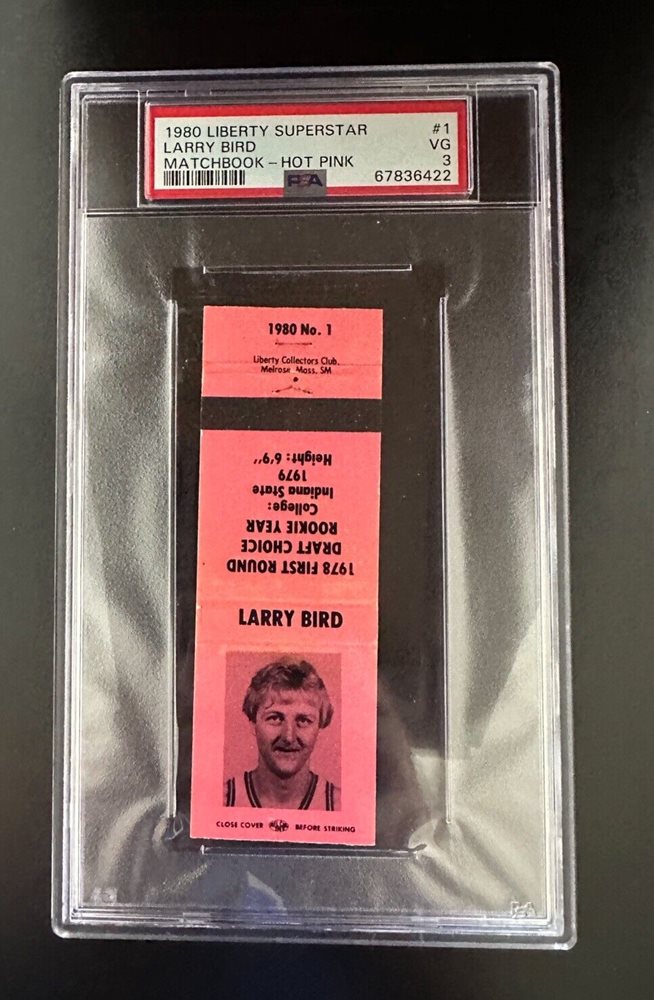 1980 LIBERTY SUPERSTAR #1
LARRY BIRD VG
MATCHBOOK - HOT PINK 3
PSA 67836422
1980 No. 1
Liberty Collectors Club.
Melrose Mass. SM
1978 FIRST ROUND
DRAFT CHOICE
ROOKIE YEAR
College:
Indiana State
1979
Height: 6'9"
LARRY BIRD
CLOSE COVER BEFORE STRIKING